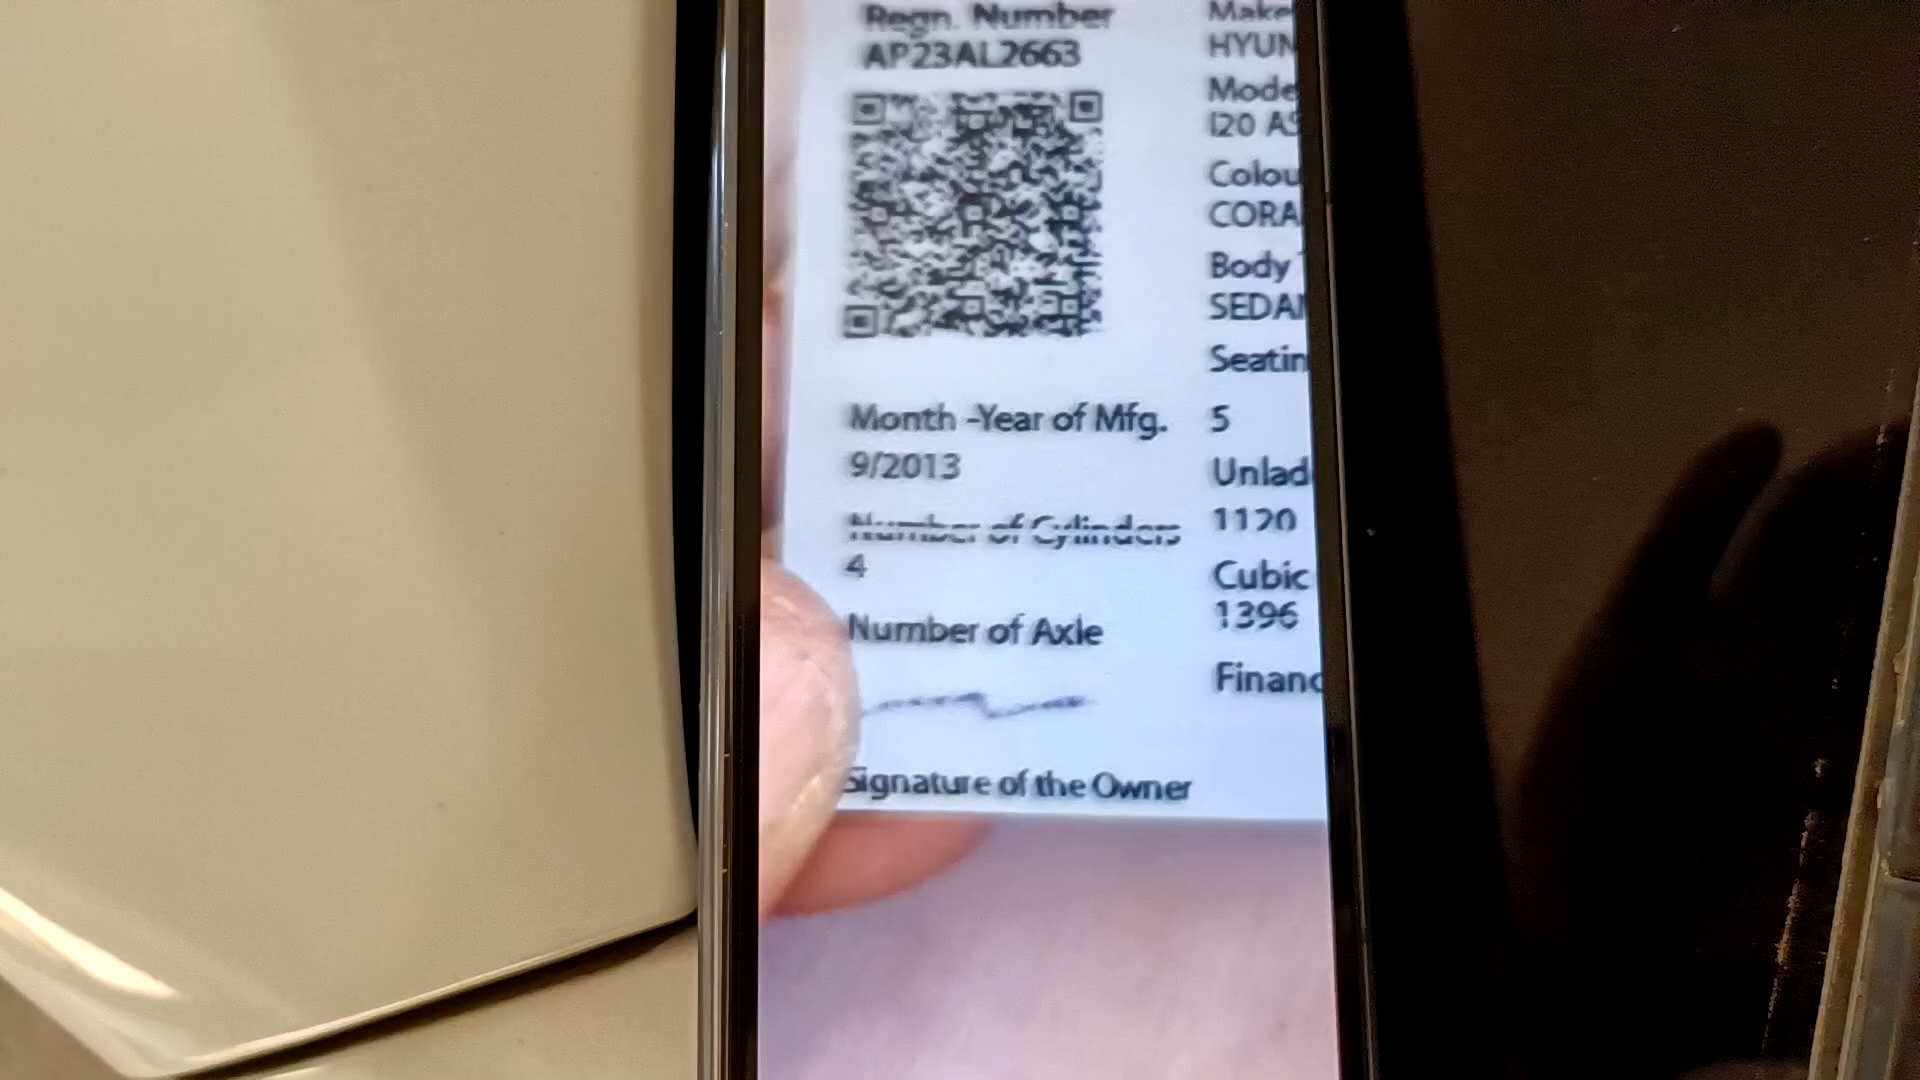 Regn. Number
AP23AL2663
Month -Year of Mfg.
9/2013
Number of Cylinders
4
Number of Axle
Signature of the Owner
Make
HYUN
Mode
I20 AS
Colou
CORA
Body
SEDAN
Seatin
5
Unlad
1120
Cubic
1396
Financ